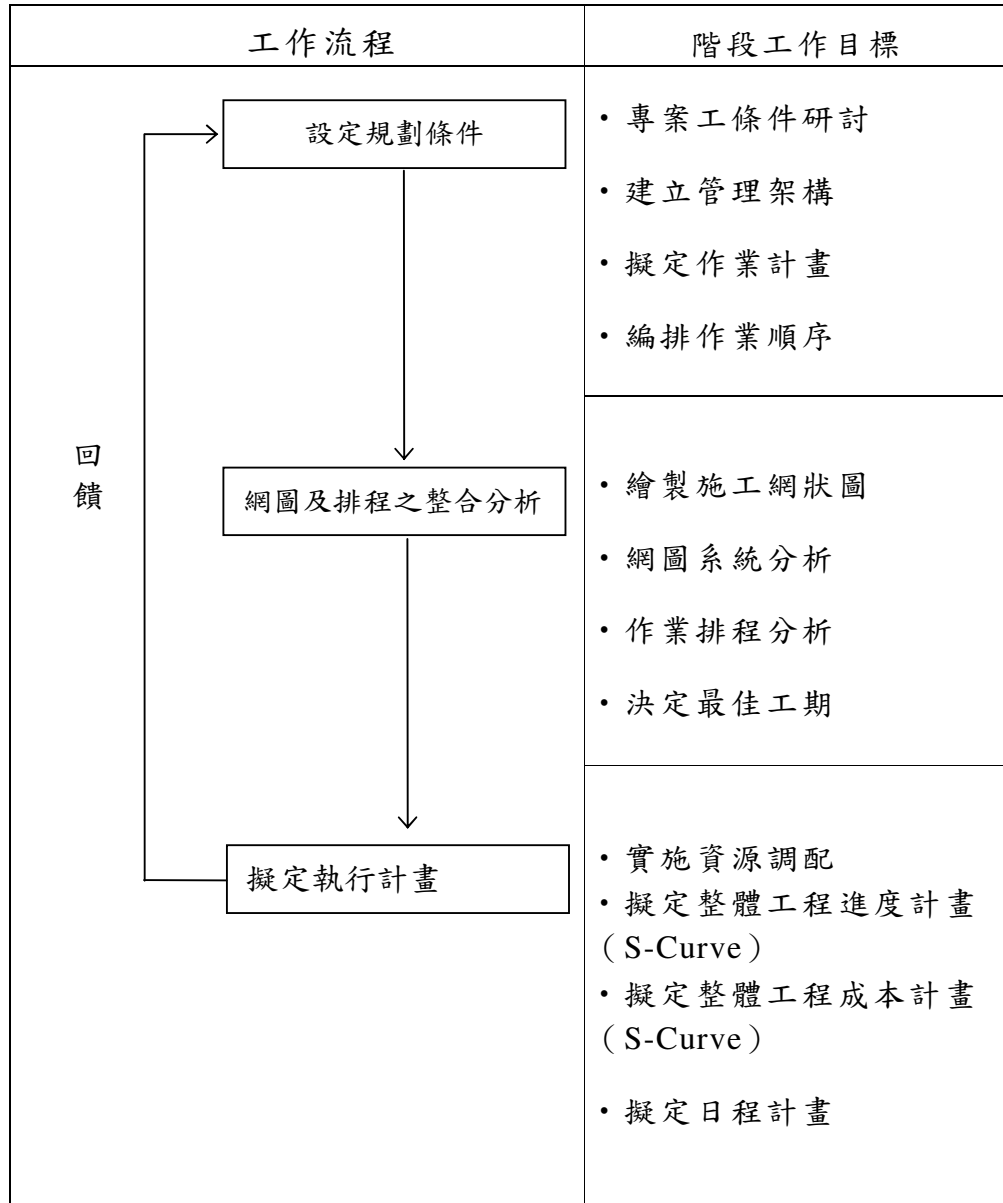 工作流程
階段工作目標
設定規劃條件
・專案工條件研討
・建立管理架構
・擬定作業計畫
・編排作業順序
回
饋
網圖及排程之整合分析
・繪製施工網狀圖
・網圖系統分析
・作業排程分析
・決定最佳工期
擬定執行計畫
・實施資源調配
・擬定整體工程進度計畫
（S-Curve）
・擬定整體工程成本計畫
（S-Curve）
・擬定日程計畫